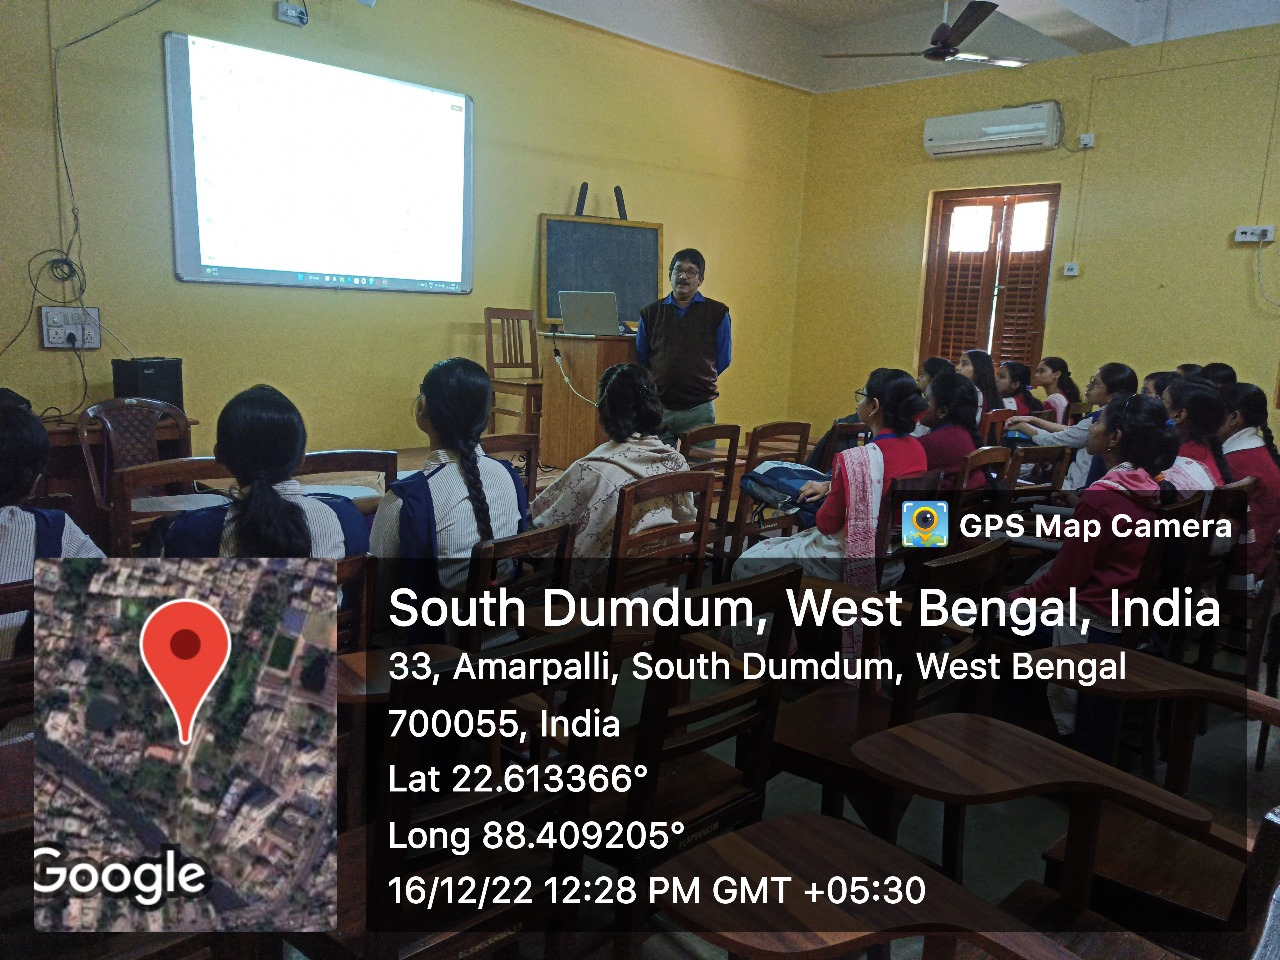 GPS Map Camera
South Dumdum, West Bengal, India
33, Amarpalli, South Dumdum, West Bengal
700055, India
Lat 22.613366°
Long 88.409205°
16/12/22 12:28 PM GMT +05:30
Google